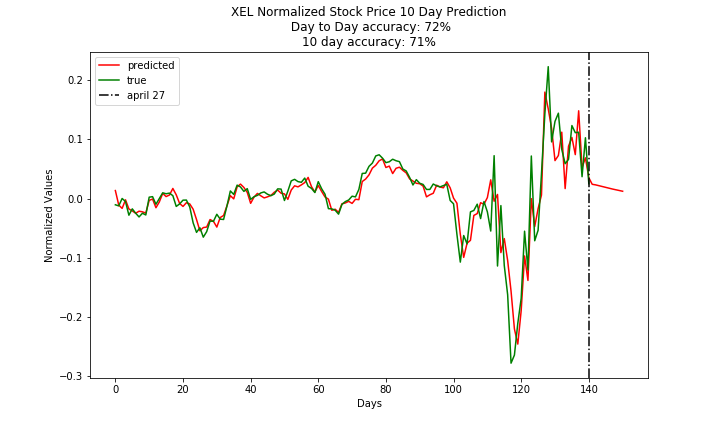 XEL Normalized Stock Price 10 Day Prediction
Day to Day accuracy: 72%
10 day accuracy: 71%
predicted
true
april 27
Normalized Values
0.2
0.1
0.0
−0.1
−0.2
−0.3
0 20 40 60 80 100 120 140
Days